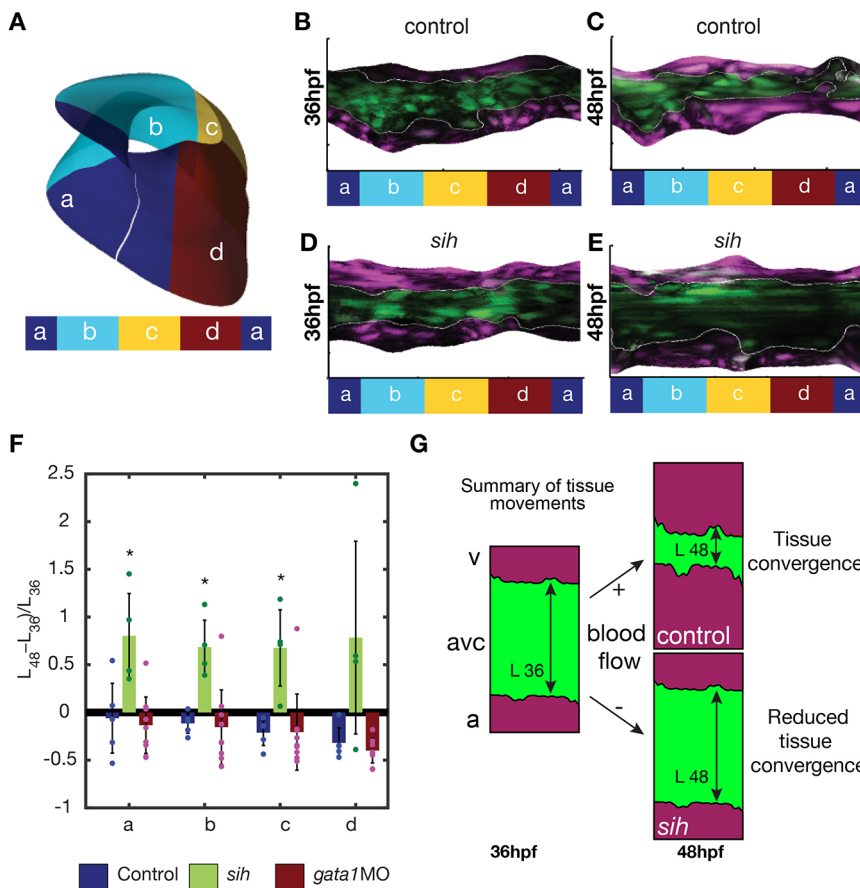 A
b
c
a
d
a b c d a
B
control
36hpf
a b c d a
C
control
48hpf
a b c d a
D
sih
36hpf
a b c d a
E
sih
48hpf
a b c d a
F
L48−L36)/L36
2.5
2
1.5
1
0.5
0
-0.5
-1
* * *
a b c d
Control sih gata1MO
G
Summary of tissue
movements
v
avc
a
L 36
36hpf
+
blood
flow
-
L 48
control
Tissue
convergence
L 48
sih
Reduced
tissue
convergence
48hpf